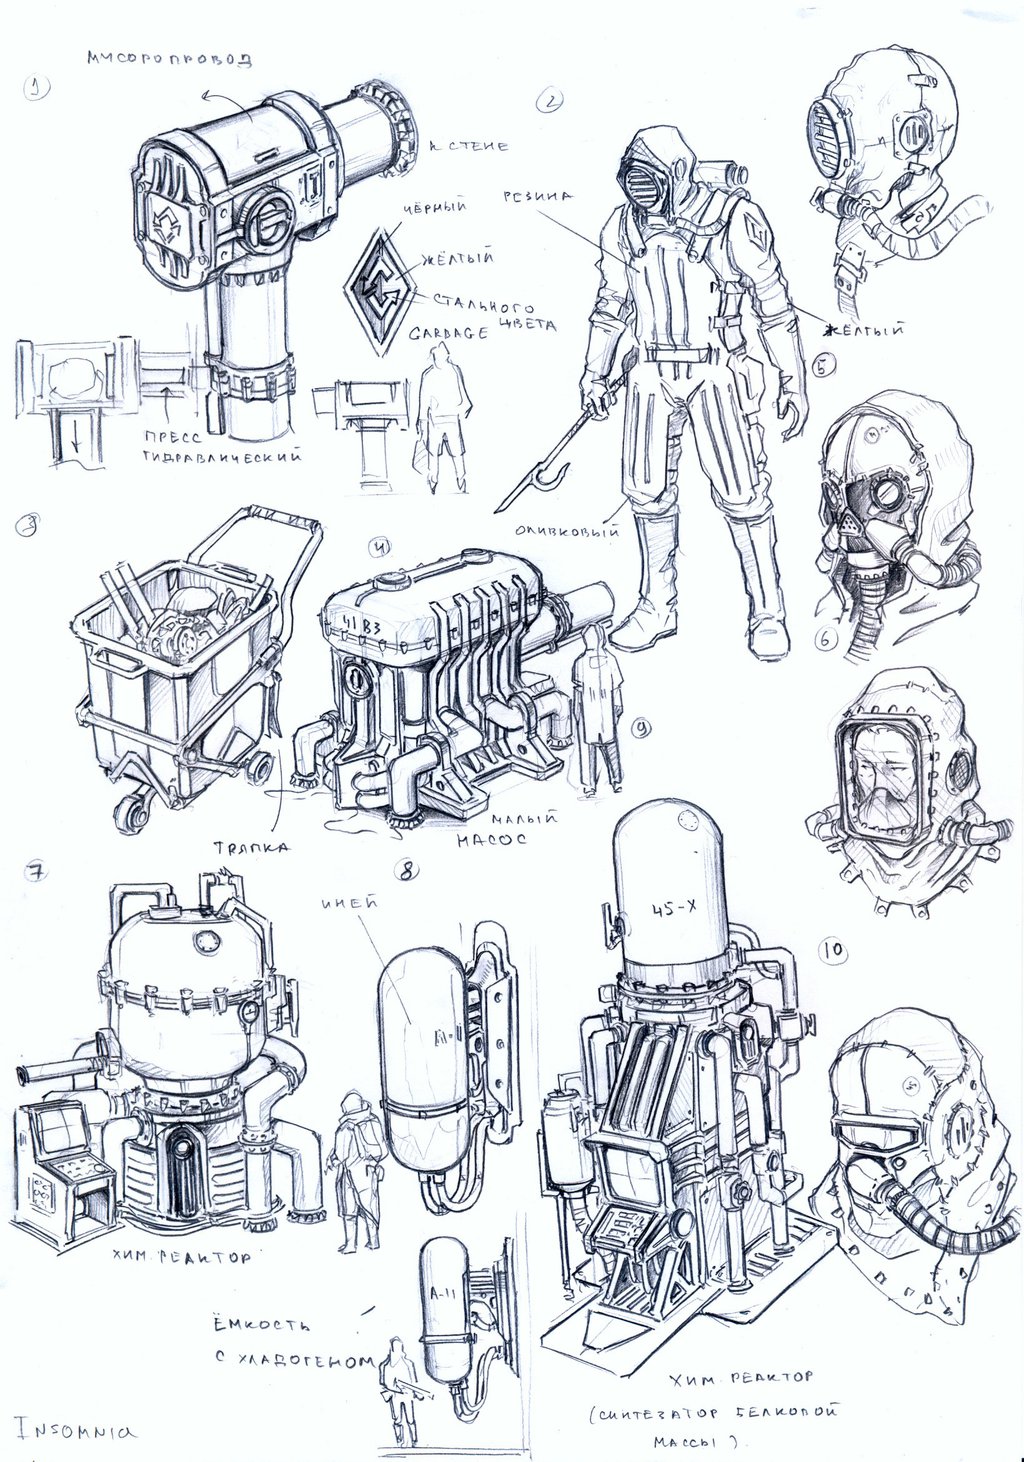 МУСОРОПРОВОД
1
2
К СТЕНЕ
ЧЁРНЫЙ
РЕЗИНА
ЖЁЛТЫЙ
СТАЛЬНОГО
ЦВЕТА
GARBAGE
ЖЁЛТЫЙ
5
ПРЕСС
ГИДРАВЛИЧЕСКИЙ
3
4
ОЛИВКОВЫЙ
41 В3
6
9
МАЛЫЙ
НАСОС
ТРЯПКА
7
8
ИНЕЙ
45-X
10
А-11
ХИМ. РЕАКТОР
А-11
ЁМКОСТЬ
С ХЛАДОГЕНОМ
ХИМ. РЕАКТОР
(СИНТЕЗАТОР БЕЛКОВОЙ
МАССЫ)
INSOMNIA